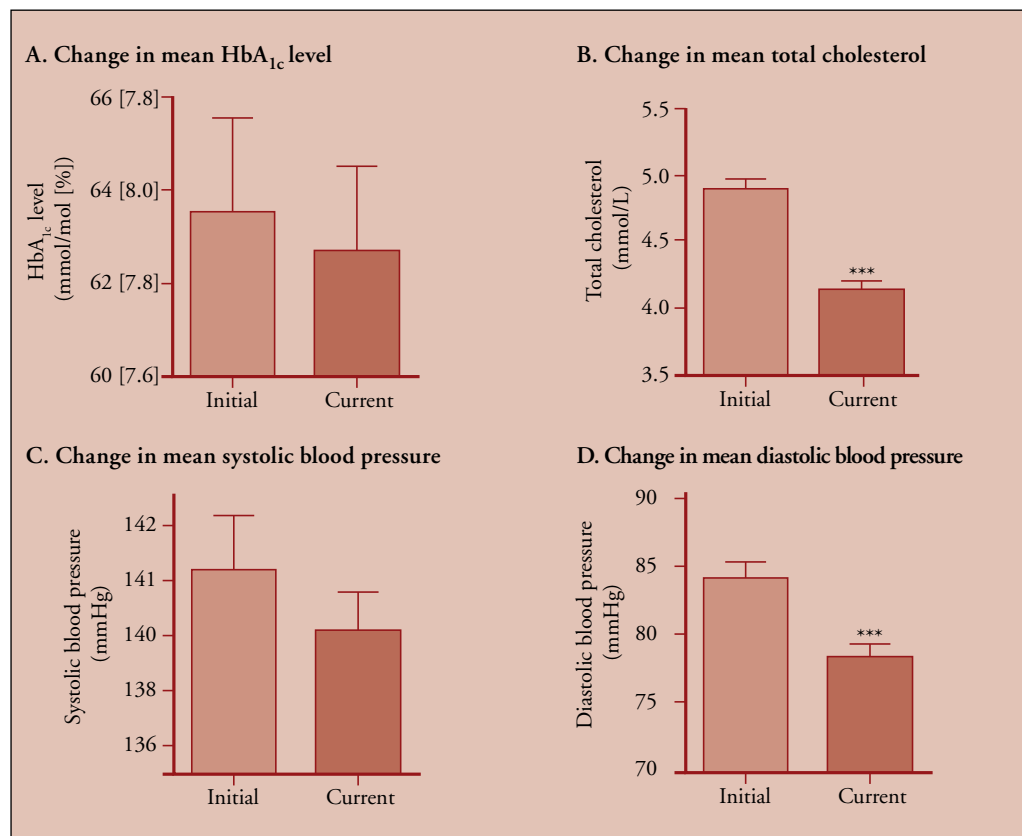 A. Change in mean HbA1c level
66 [7.8]
64 [8.0]
62 [7.8]
60 [7.6]
HbA1c level
(mmol/mol [%])
Initial
Current
B. Change in mean total cholesterol
5.5
5.0
4.5
4.0
3.5
Total cholesterol
(mmol/L)
***
Initial
Current
C. Change in mean systolic blood pressure
142
141
140
138
136
Systolic blood pressure
(mmHg)
Initial
Current
D. Change in mean diastolic blood pressure
90
85
80
75
70
Diastolic blood pressure
(mmHg)
***
Initial
Current